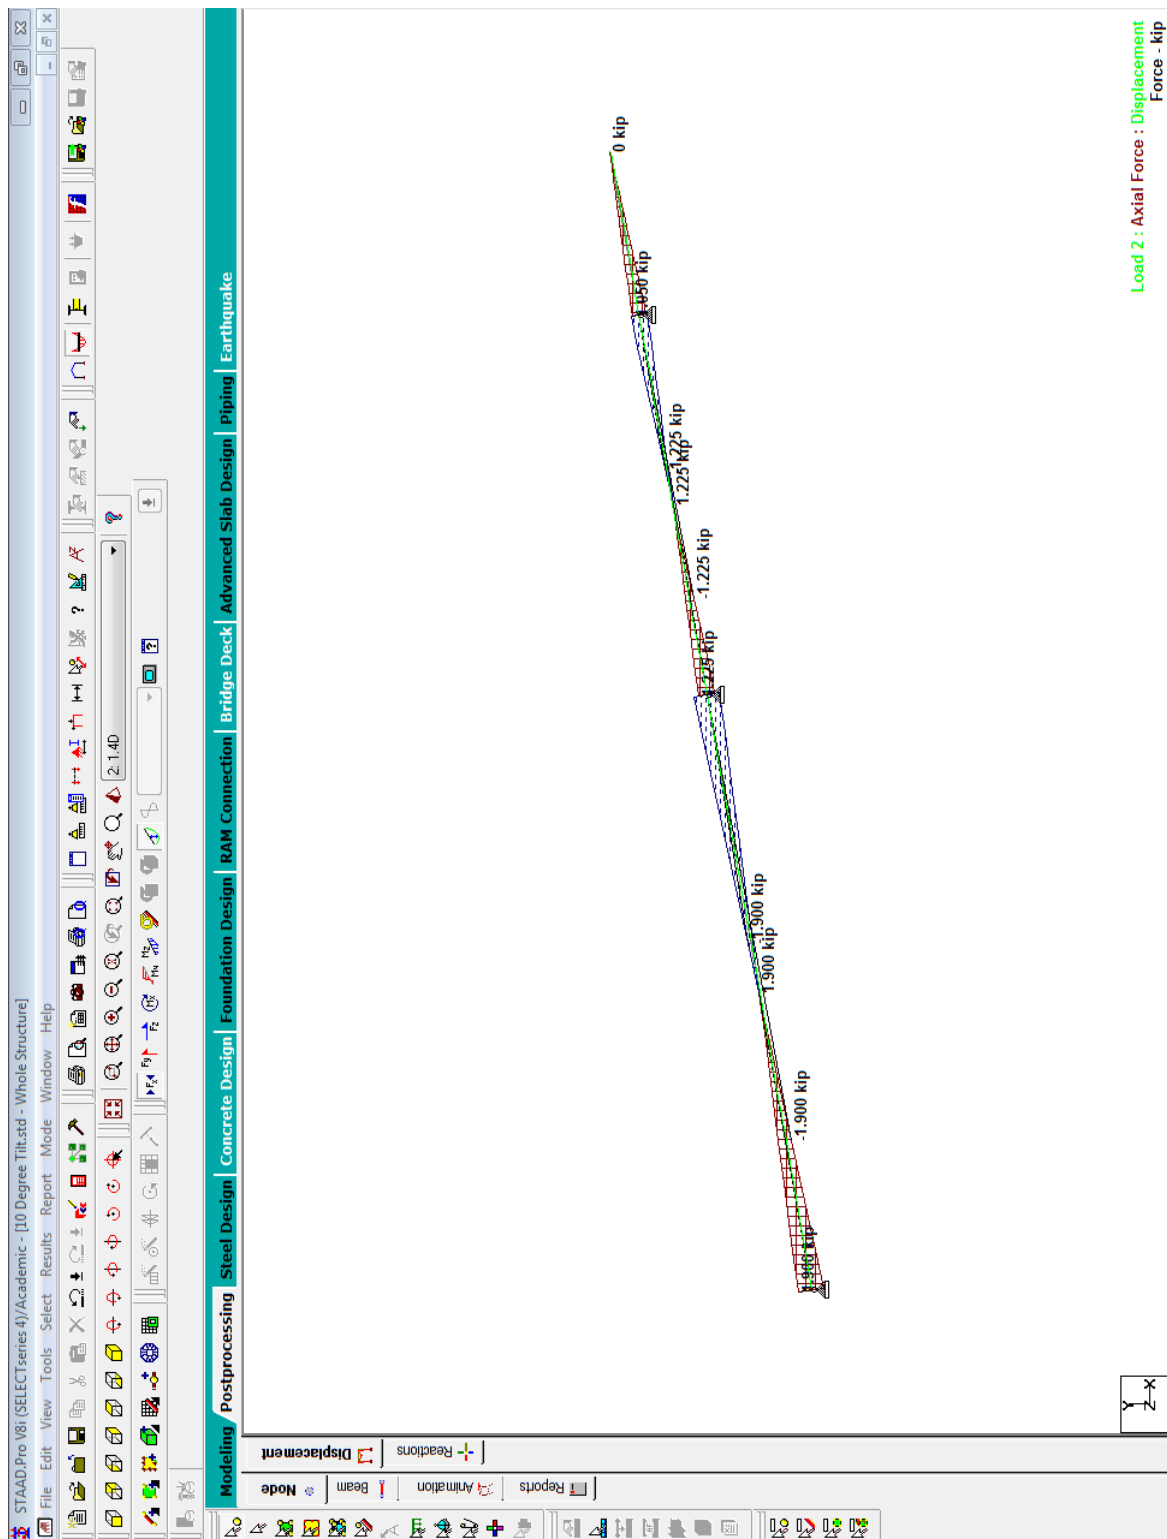 STAAD.Pro V8i (SELECTseries 4)/Academic - [10 Degree Tilt.std - Whole Structure]
File Edit View Tools Select Results Report Mode Window Help
2: 1.4D
Modeling Postprocessing Steel Design Concrete Design Foundation Design RAM Connection Bridge Deck Advanced Slab Design Piping Earthquake
Node Displacement
Beam Reactions
Animation
Reports
0 kip
1.225 kip
-1.225 kip
-1.900 kip
1.900 kip
-1.900 kip
1.900 kip
Y
Z X
Load 2 : Axial Force : Displacement
Force - kip